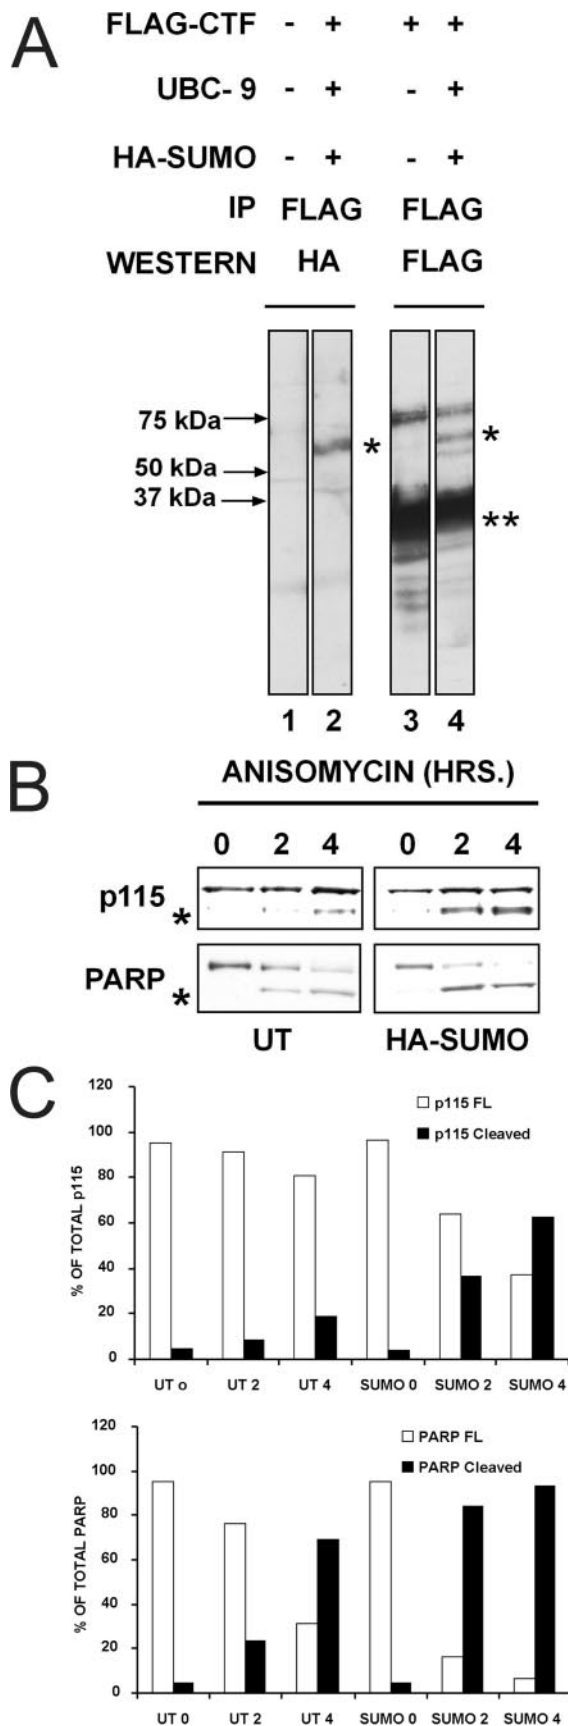 A
FLAG-CTF - + + +
UBC- 9 - + - +
HA-SUMO - + - +
IP FLAG FLAG
WESTERN HA FLAG
75 kDa
*
*
50 kDa
37 kDa
**
1 2 3 4
B
ANISOMYCIN (HRS.)
0 2 4 0 2 4
p115
*
PARP
*
UT HA-SUMO
C
120
100
80
60
40
20
0
% OF TOTAL p115
p115 FL
p115 Cleaved
UT o UT 2 UT 4 SUMO 0 SUMO 2 SUMO 4
120
100
80
60
40
20
0
% OF TOTAL PARP
PARP FL
PARP Cleaved
UT 0 UT 2 UT 4 SUMO 0 SUMO 2 SUMO 4